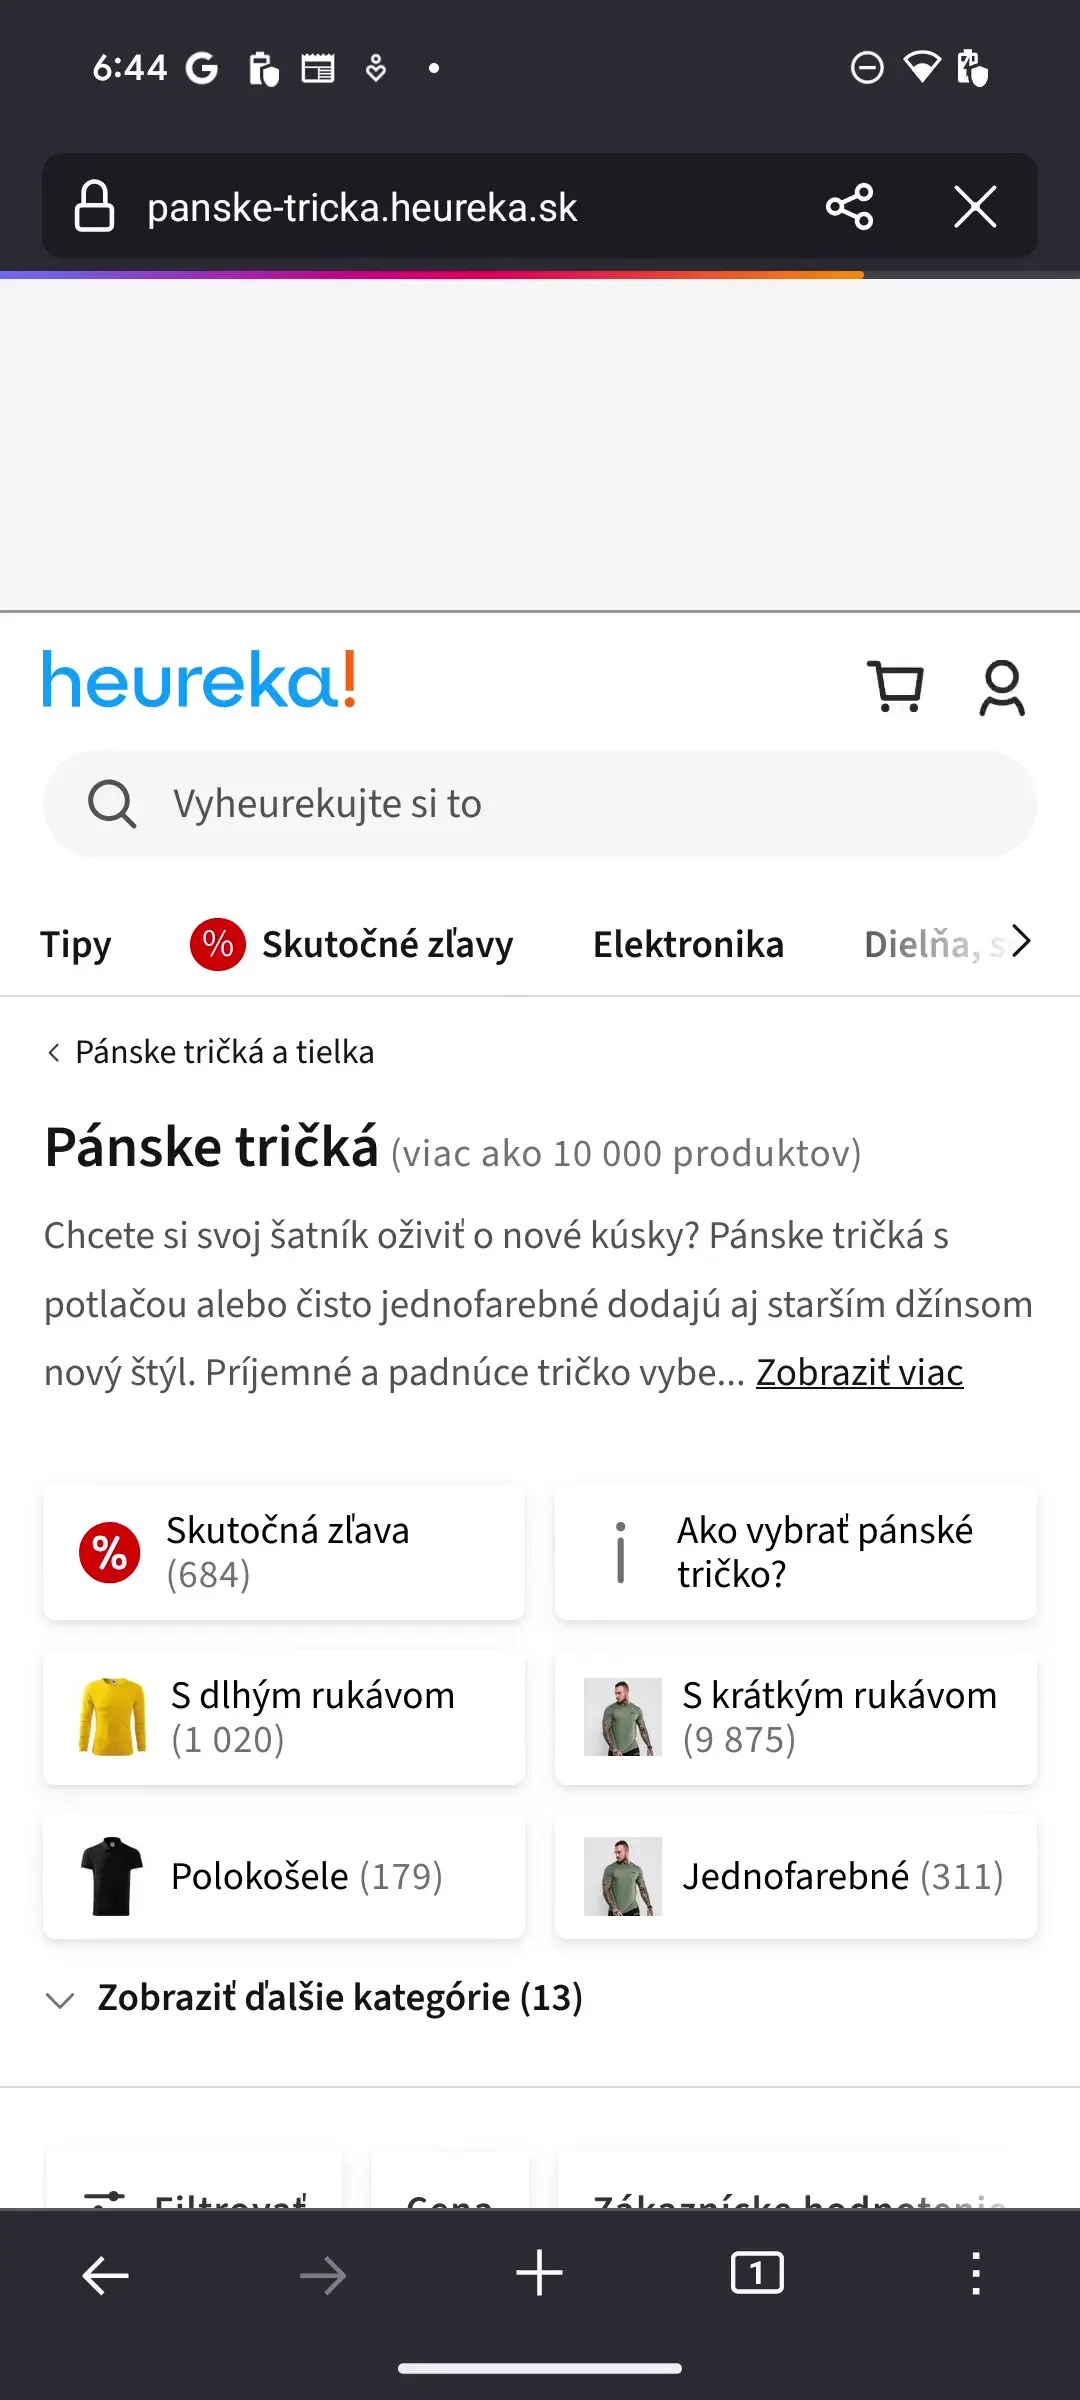 6:44
panske-tricka.heureka.sk
heureka!
Vyheurekujte si to
Tipy % Skutočné zľavy Elektronika Dielňa, s
Pánske tričká a tielka
Pánske tričká (viac ako 10 000 produktov)
Chcete si svoj šatník oživiť o nové kúsky? Pánske tričká s
potlačou alebo čisto jednofarebné dodajú aj starším džínsom
nový štýl. Príjemné a padnúce tričko vybe... Zobraziť viac
% Skutočná zľava
(684)
Ako vybrať pánské
tričko?
S dlhým rukávom
(1 020)
S krátkým rukávom
(9 875)
Polokošele (179)
Jednofarebné (311)
Zobraziť ďalšie kategórie (13)
Filtrovať Cena Zákaznícke hodnotenie
1